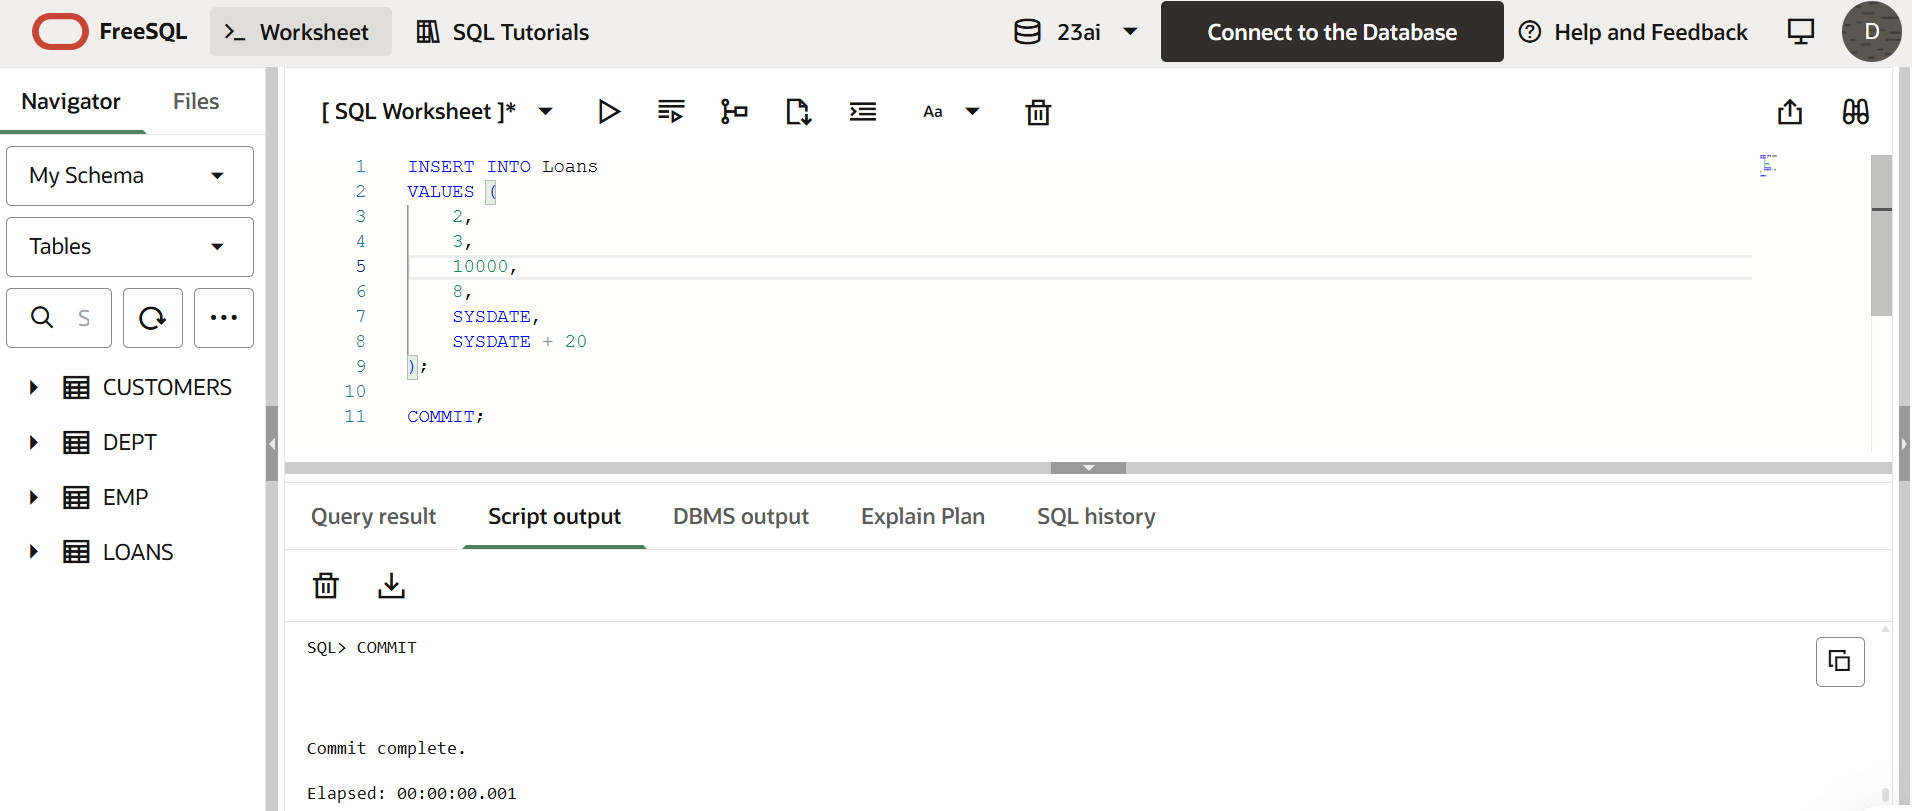 FreeSQL
Worksheet
SQL Tutorials
23ai
Connect to the Database
Help and Feedback
D
Navigator
Files
My Schema
Tables
S
CUSTOMERS
DEPT
EMP
LOANS
[ SQL Worksheet ]*
Aa
1 INSERT INTO Loans
2 VALUES (
3 2,
4 3,
5 10000,
6 8,
7 SYSDATE,
8 SYSDATE + 20
9 );
10
11 COMMIT;
Query result
Script output
DBMS output
Explain Plan
SQL history
SQL> COMMIT
Commit complete.
Elapsed: 00:00:00.001